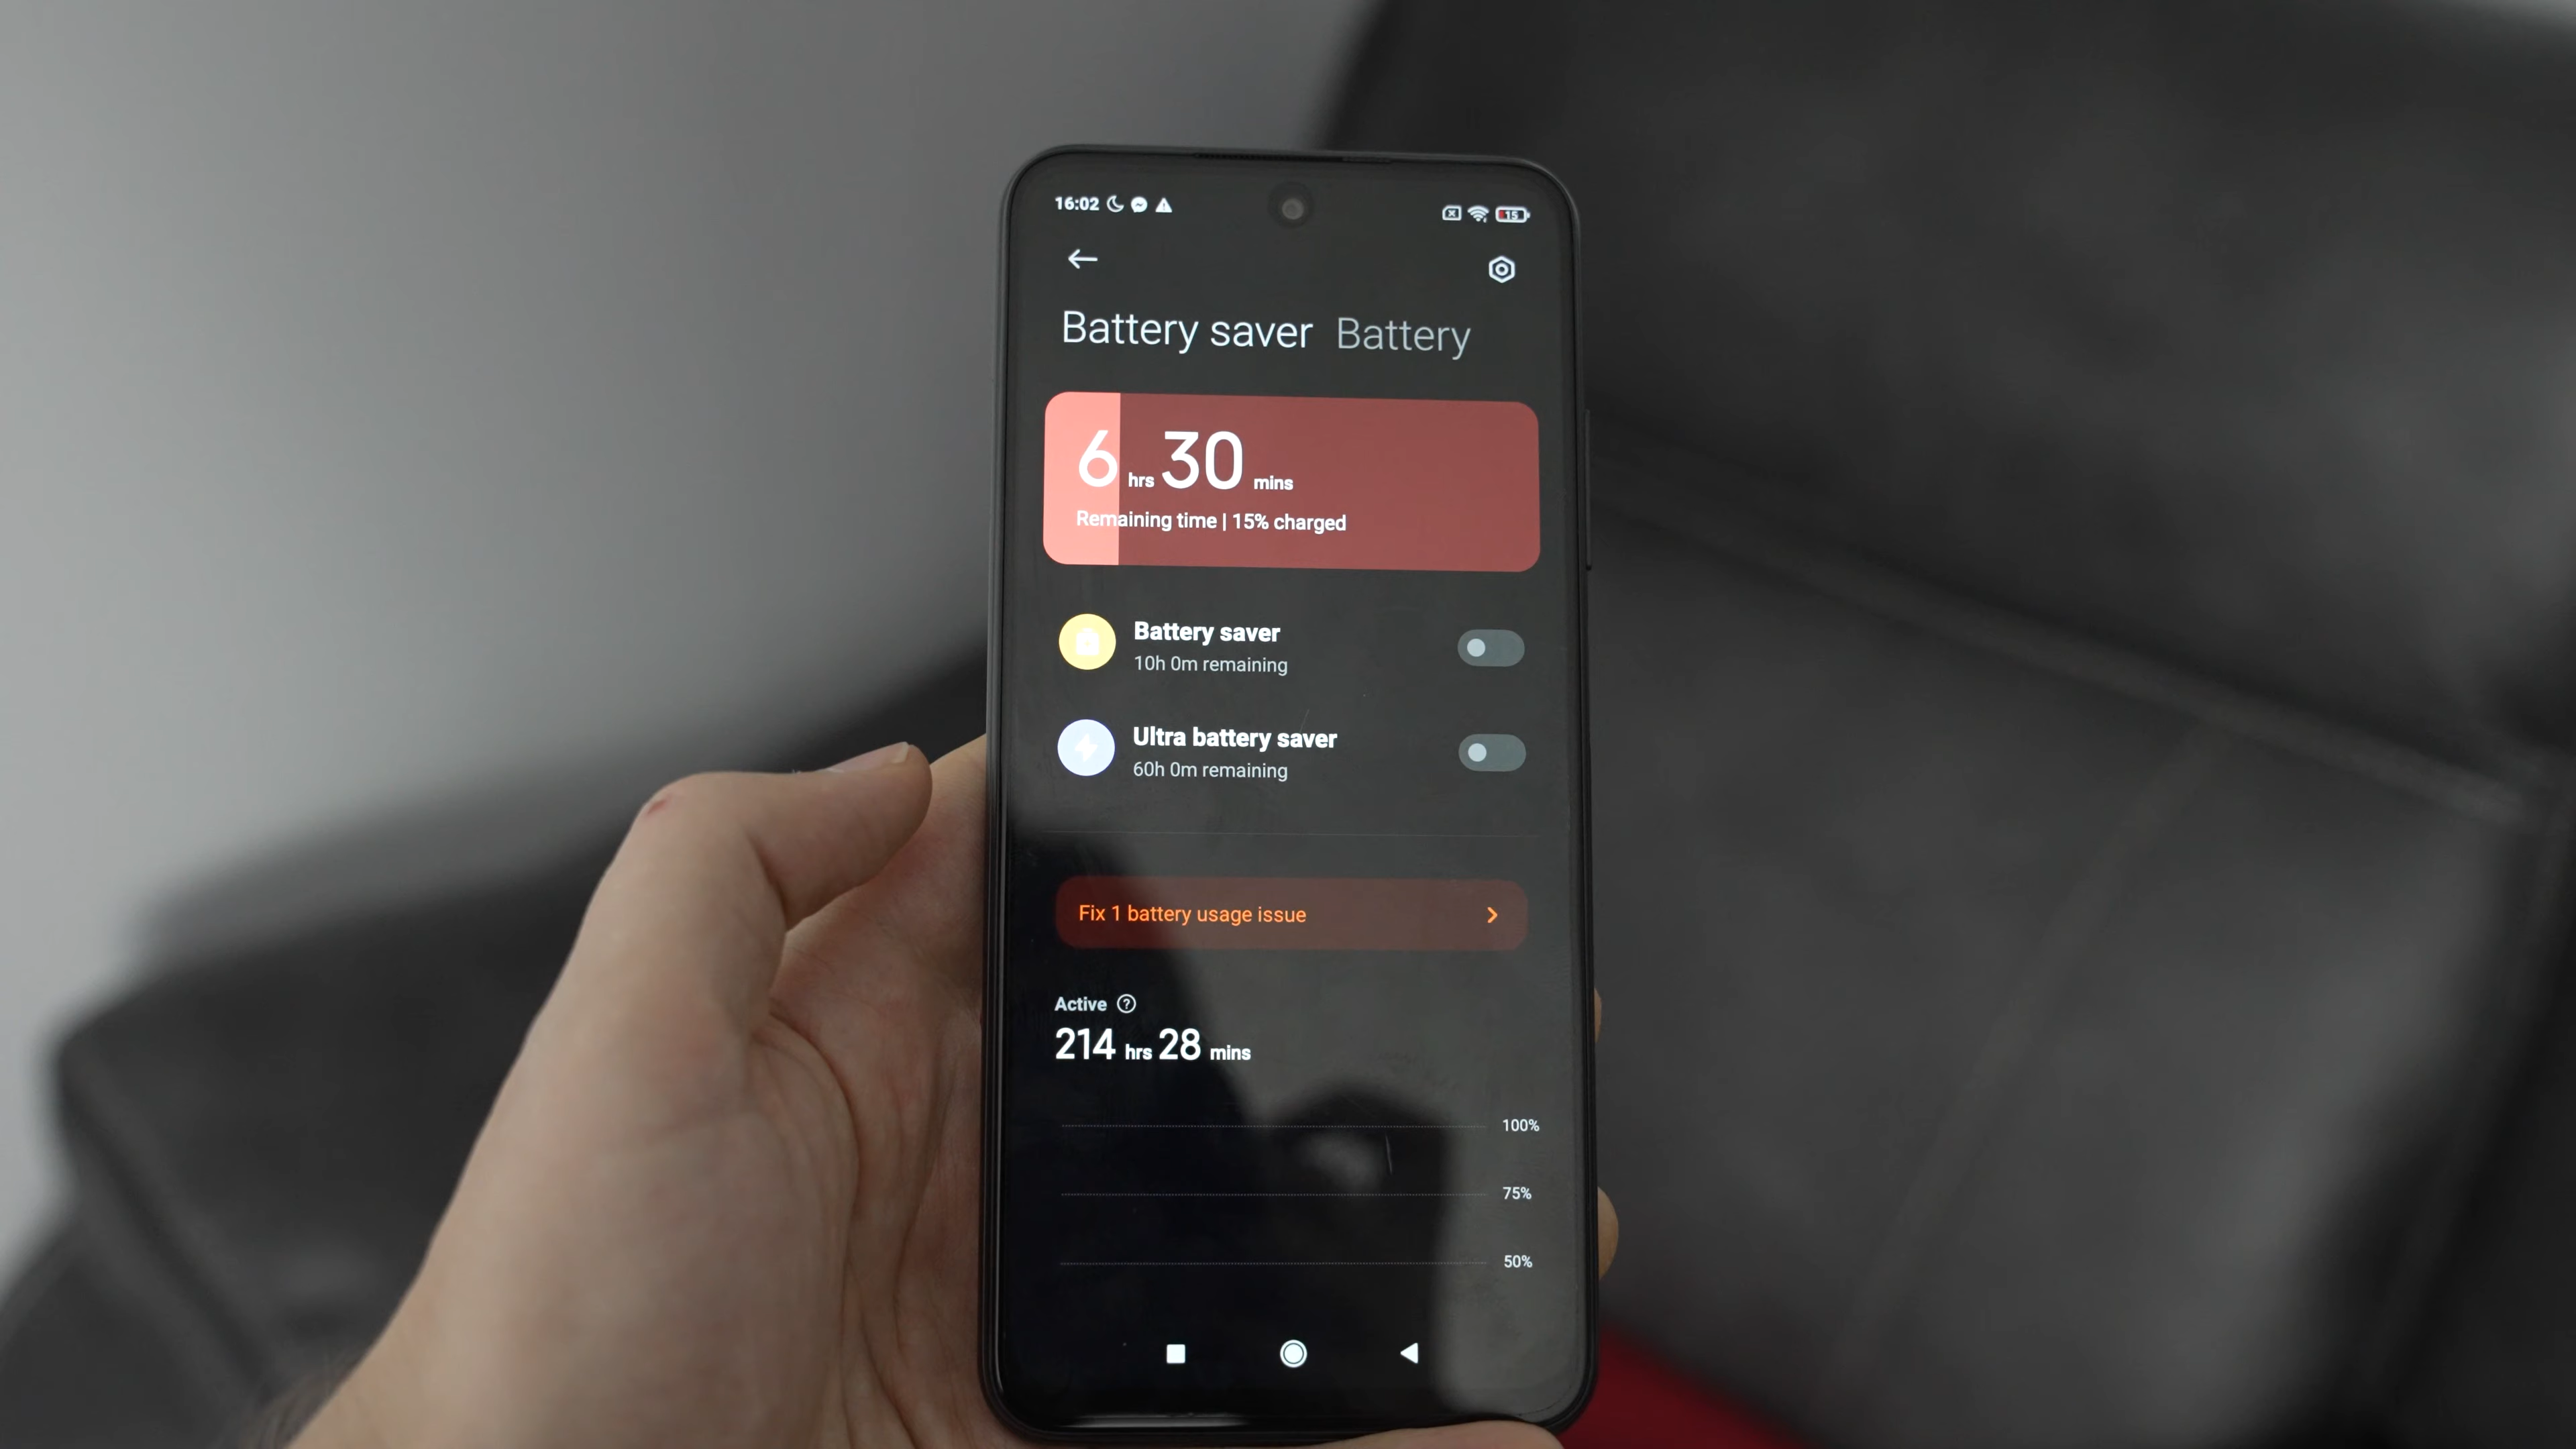 16:02
15
Battery saver Battery
6 hrs 30 mins
Remaining time | 15% charged
Battery saver
10h 0m remaining
Ultra battery saver
60h 0m remaining
Fix 1 battery usage issue
Active ?
214 hrs 28 mins
100%
75%
50%